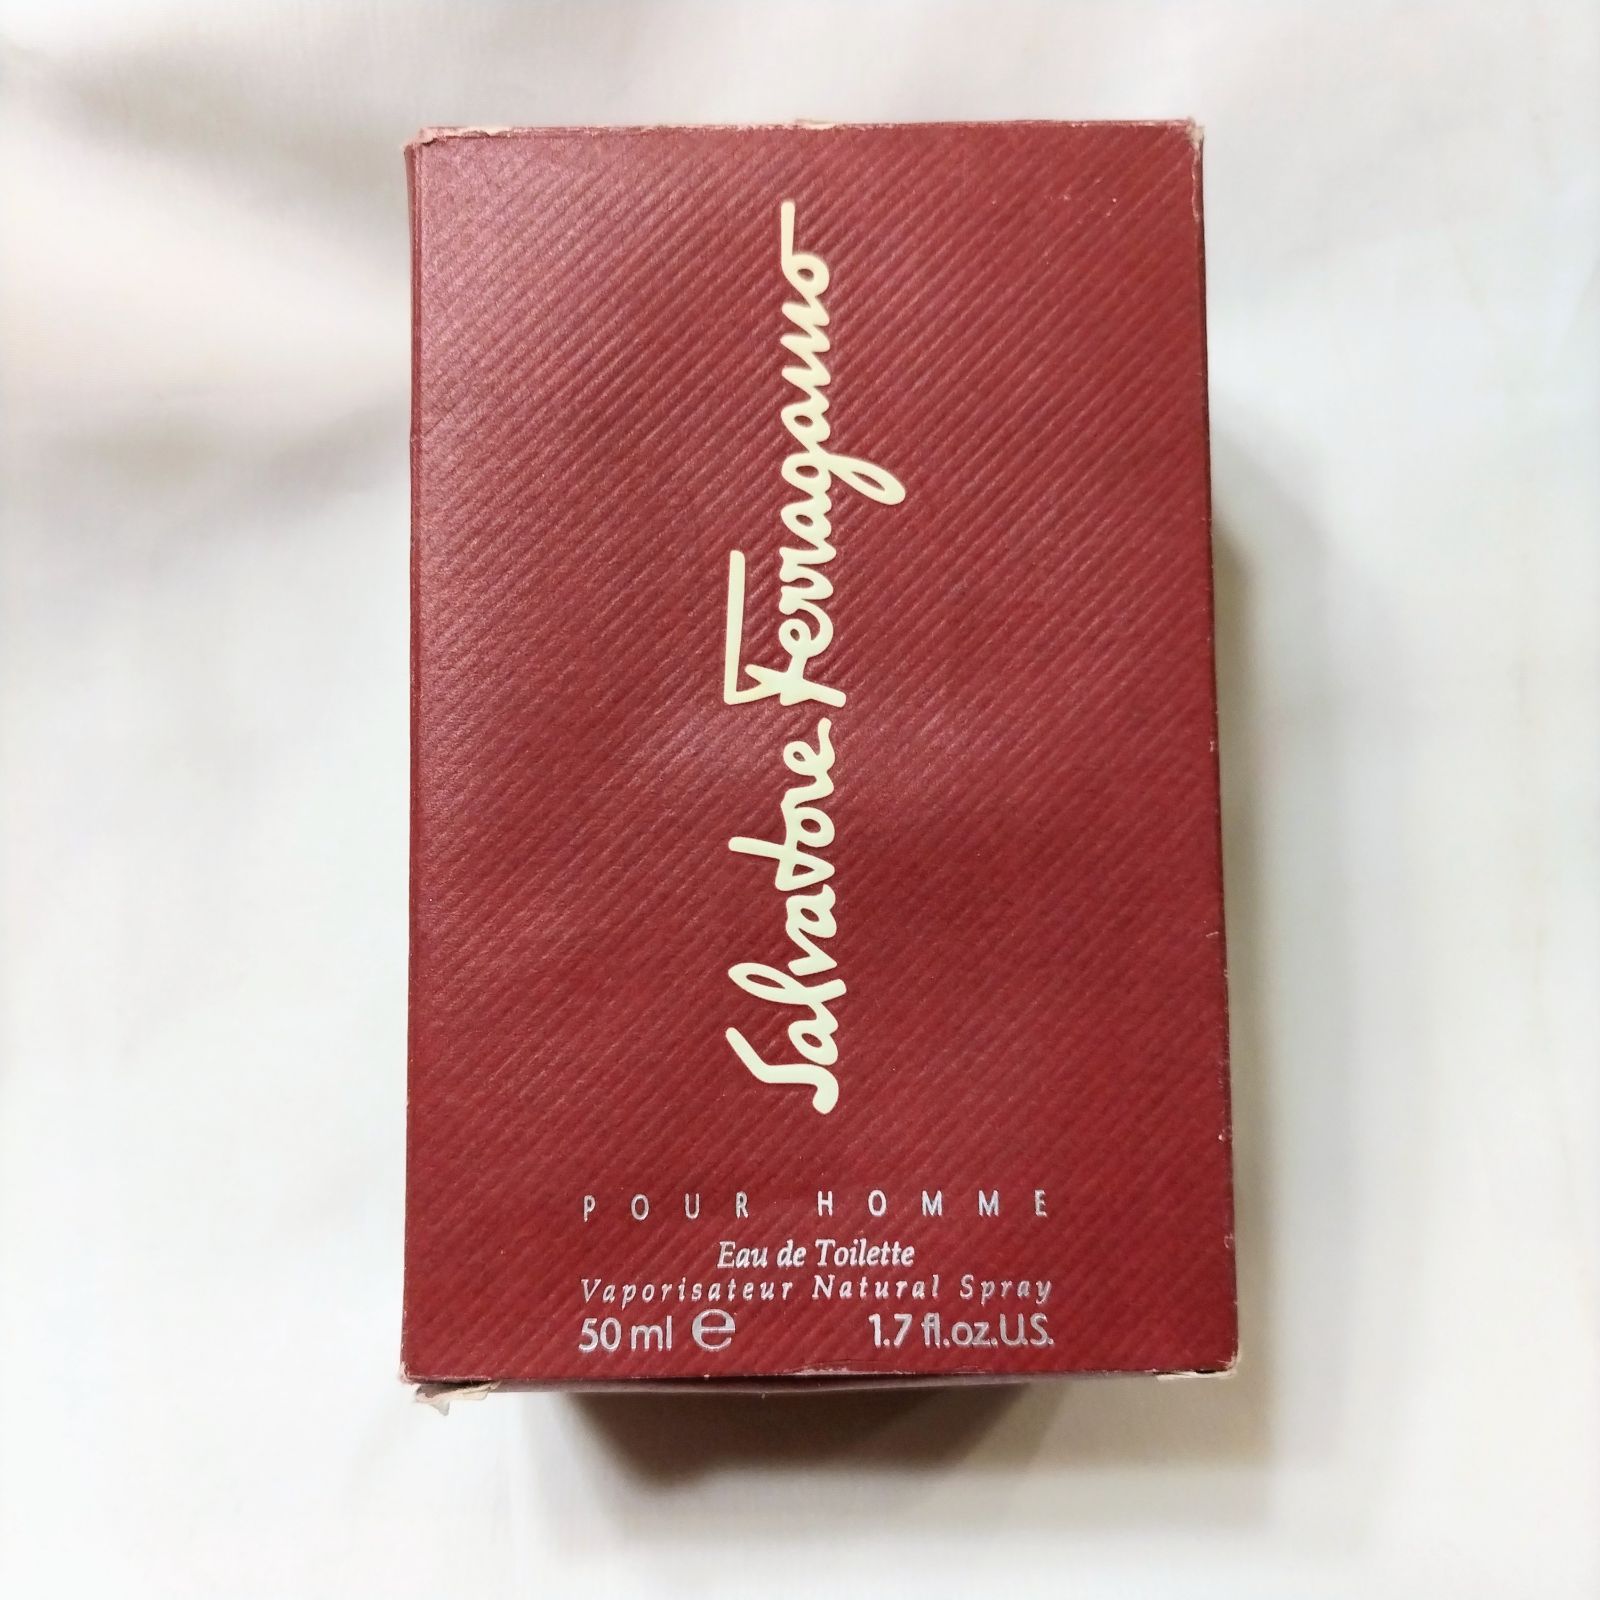 Salvatore Ferragamo
POUR HOMME
Eau de Toilette
Vaporisateur Natural Spray
50 ml ℮ 1.7 fl.oz.U.S.